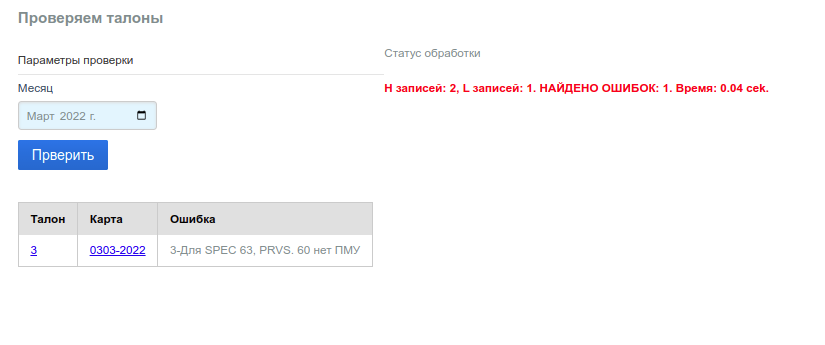 Проверяем талоны
Параметры проверки
Статус обработки
Месяц
H записей: 2, L записей: 1. НАЙДЕНО ОШИБОК: 1. Время: 0.04 cek.
Март 2022 г.
Прверить
Талон Карта Ошибка
3 0303-2022 3-Для SPEC 63, PRVS. 60 нет ПМУ